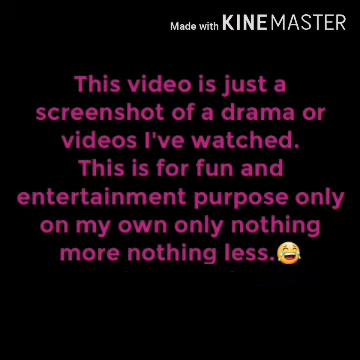 Made with KINEMASTER
This video is just a
screenshot of a drama or
videos I've watched.
This is for fun and
entertainment purpose only
on my own only nothing
more nothing less.😂